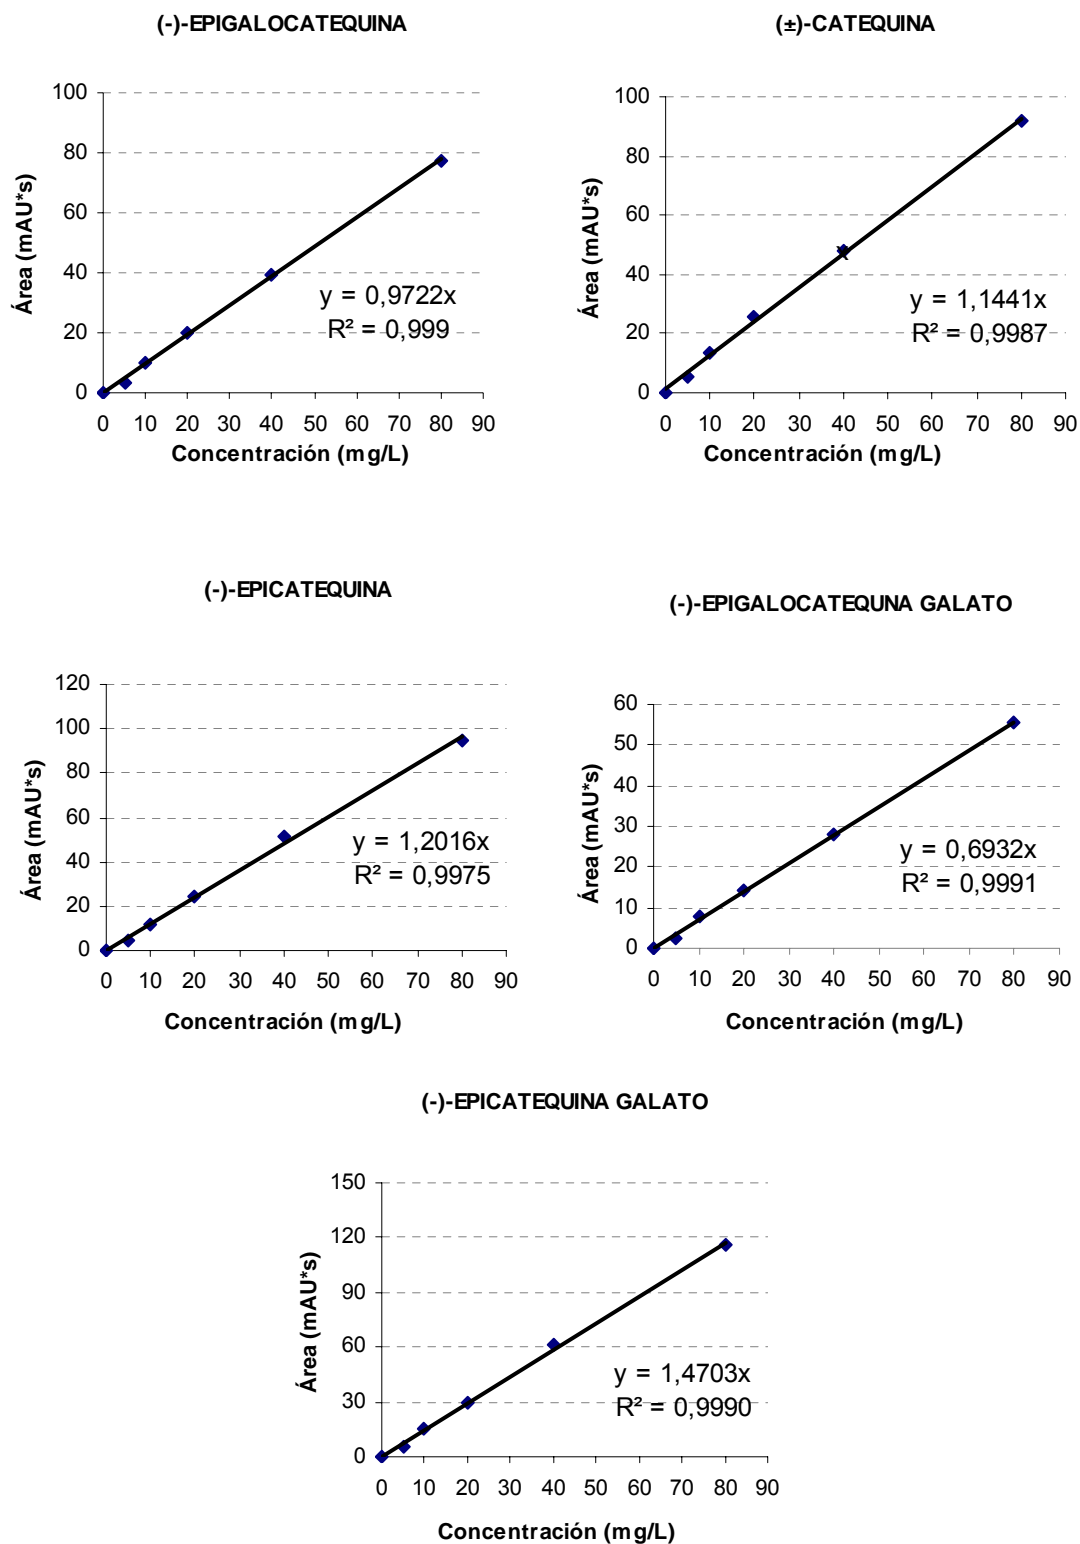 (-)-EPIGALOCATEQUINA
100
80
60
40
20
0
Área (mAU*s)
y = 0,9722x
R² = 0,999
0 10 20 30 40 50 60 70 80 90
Concentración (mg/L)
(±)-CATEQUINA
100
80
60
40
20
0
Área (mAU*s)
y = 1,1441x
R² = 0,9987
0 10 20 30 40 50 60 70 80 90
Concentración (mg/L)
(-)-EPICATEQUINA
120
100
80
60
40
20
0
Área (mAU*s)
y = 1,2016x
R² = 0,9975
0 10 20 30 40 50 60 70 80 90
Concentración (mg/L)
(-)-EPIGALOCATEQUNA GALATO
60
50
40
30
20
10
0
Área (mAU*s)
y = 0,6932x
R² = 0,9991
0 10 20 30 40 50 60 70 80 90
Concentración (mg/L)
(-)-EPICATEQUINA GALATO
150
120
90
60
30
0
Área (mAU*s)
y = 1,4703x
R² = 0,9990
0 10 20 30 40 50 60 70 80 90
Concentración (mg/L)